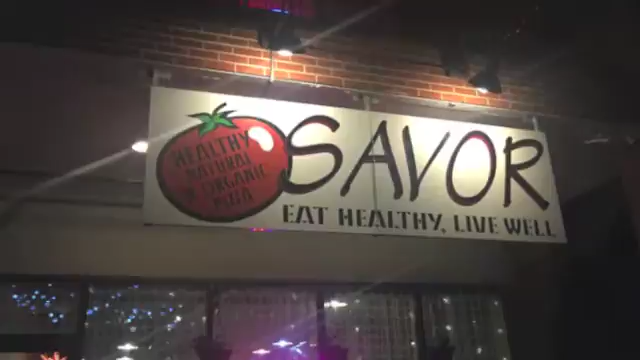 HEALTHY
NATURAL
& ORGANIC
PIZZA
SAVOR
EAT HEALTHY, LIVE WELL